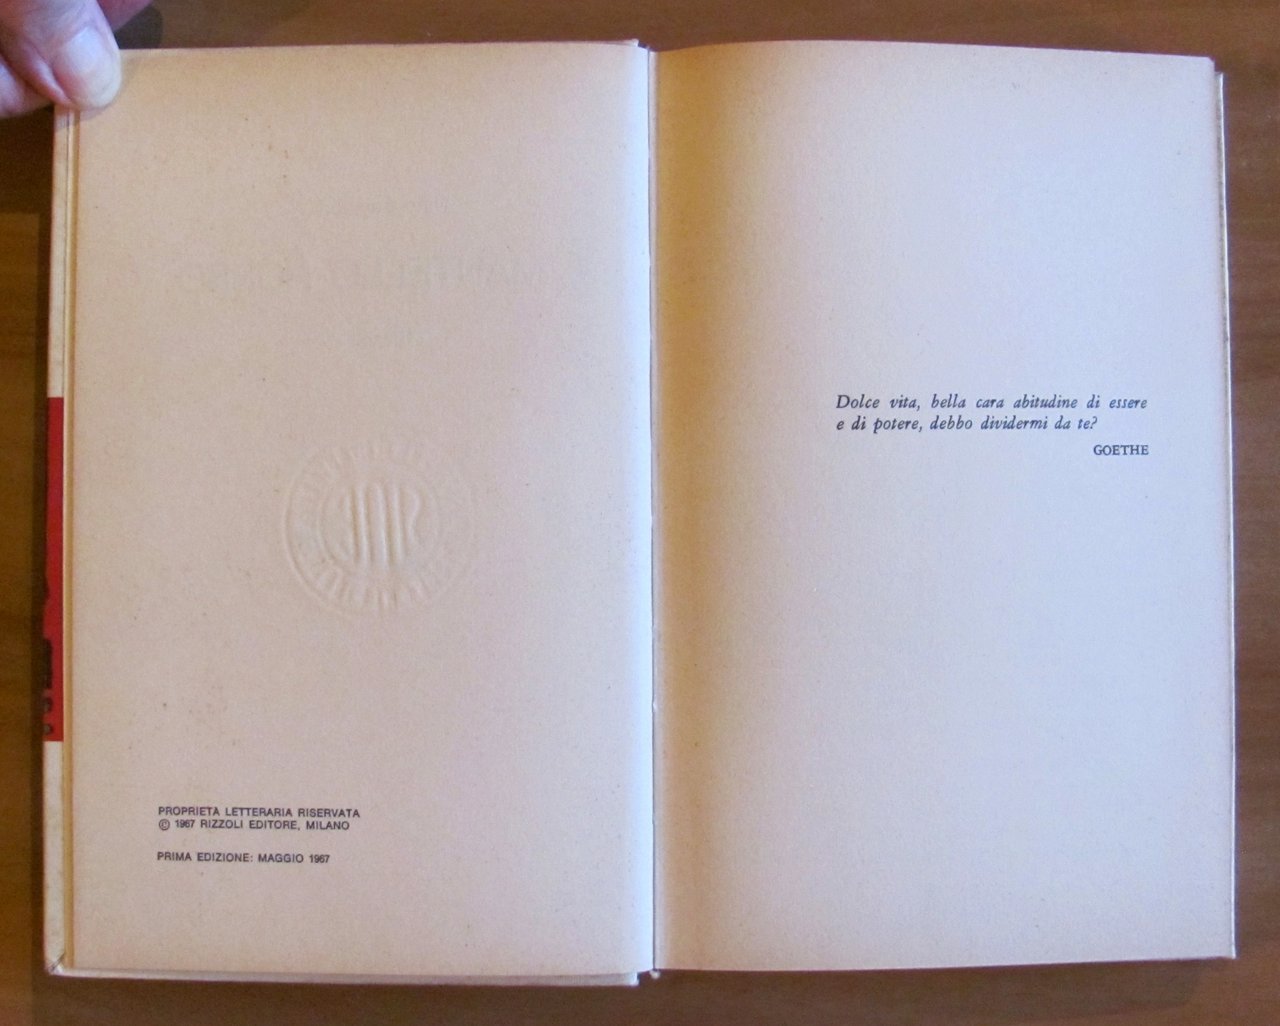 PROPRIETÀ LETTERARIA RISERVATA
© 1967 RIZZOLI EDITORE, MILANO
PRIMA EDIZIONE: MAGGIO 1967
Dolce vita, bella cara abitudine di essere
e di potere, debbo dividermi da te?
GOETHE